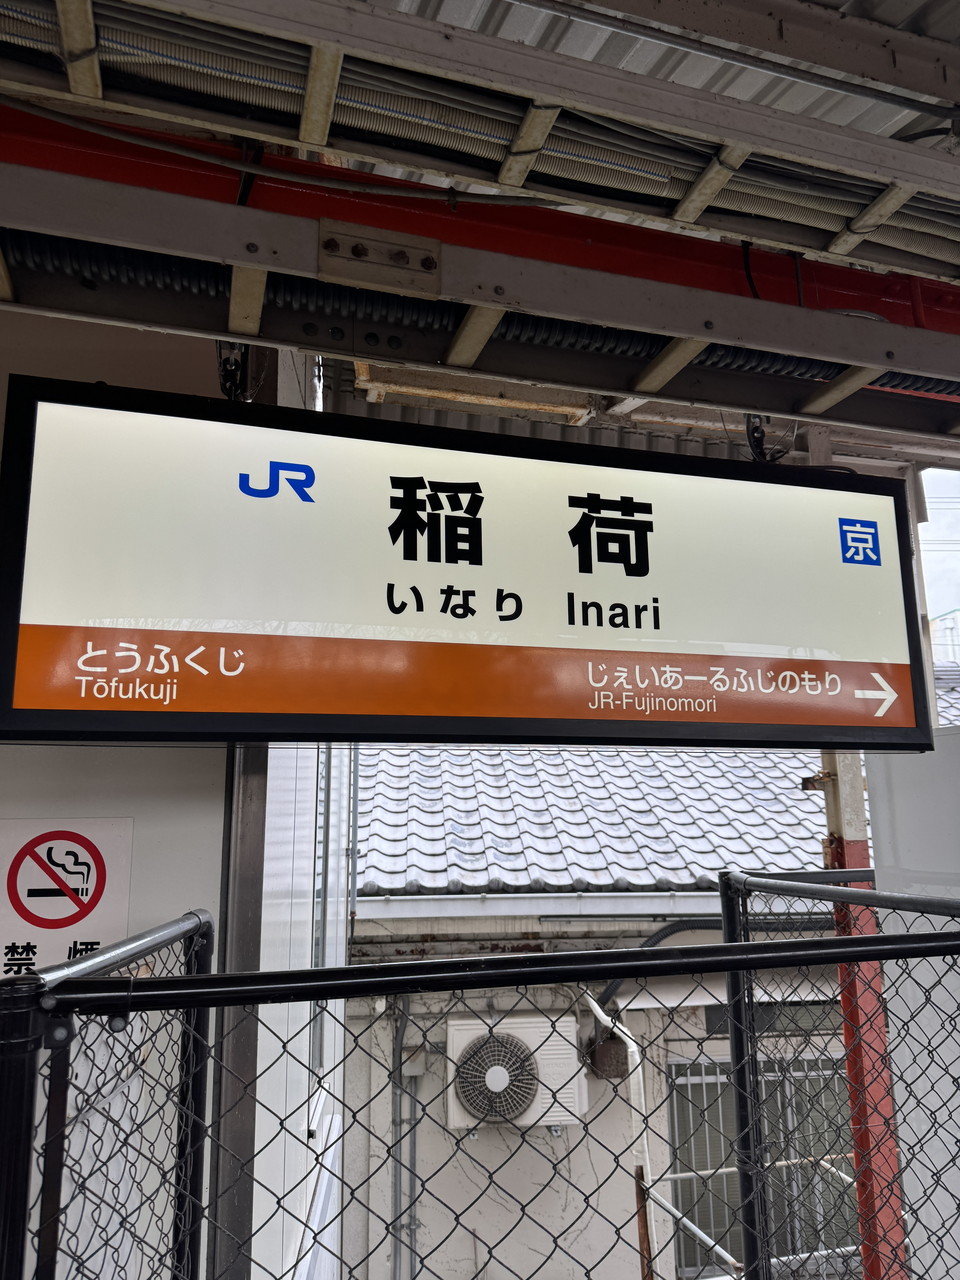 JR
稲荷
京
いなり Inari
とうふくじ
Tōfukuji
じぇいあーるふじのもり
JR-Fujinomori
禁煙